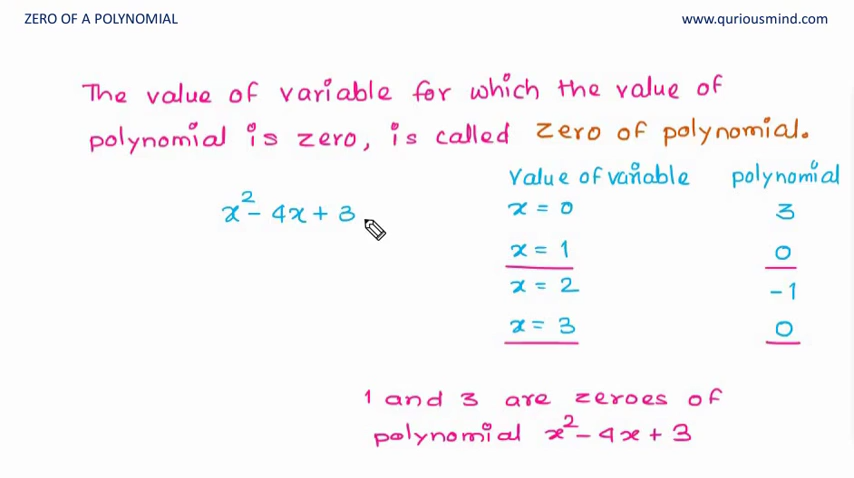 ZERO OF A POLYNOMIAL
www.quriousmind.com
The value of variable for which the value of
polynomial is zero, is called zero of polynomial.
value of variable polynomial
x² - 4x + 3
x = 0 3
x = 1 0
x = 2 -1
x = 3 0
1 and 3 are zeroes of
polynomial x² - 4x + 3